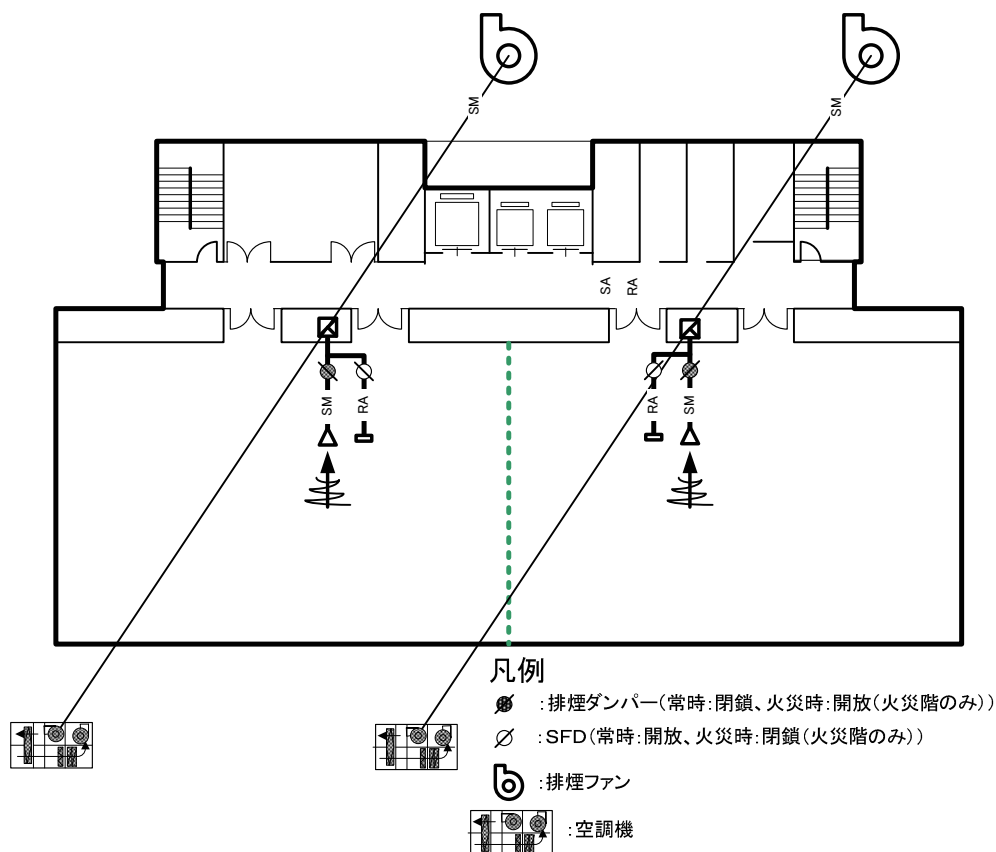 SM
SM
SA
RA
SM
RA
RA
SM
凡例
:排煙ダンパー(常時:閉鎖、火災時:開放(火災階のみ))
:SFD(常時:開放、火災時:閉鎖(火災階のみ))
:排煙ファン
:空調機